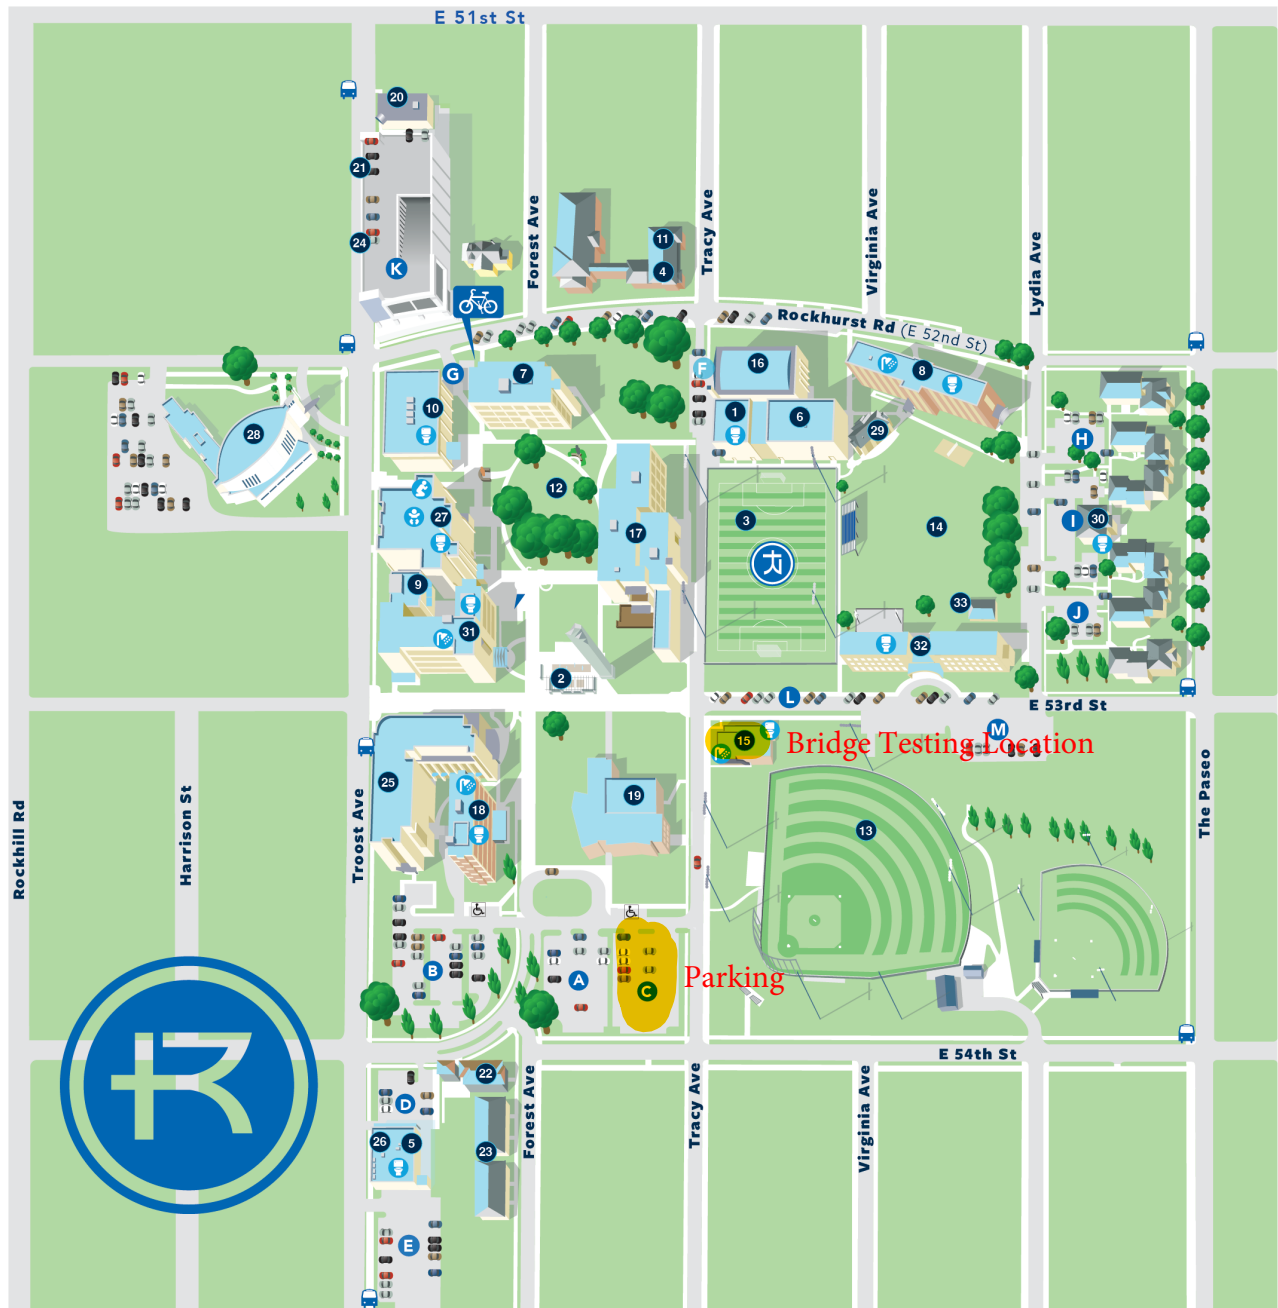 E 51st St
20
21
24
K
Forest Ave
11
4
Tracy Ave
Virginia Ave
Lydia Ave
Rockhurst Rd (E 52nd St)
G
7
F
16
8
10
1
6
29
28
H
12
27
17
3
14
I
30
9
33
31
J
32
2
L
E 53rd St
M
15
Bridge Testing Location
25
18
19
13
Rockhill Rd
Harrison St
Troost Ave
The Paseo
B
A
C
Parking
E 54th St
22
D
26
5
23
Forest Ave
Tracy Ave
Virginia Ave
E
R